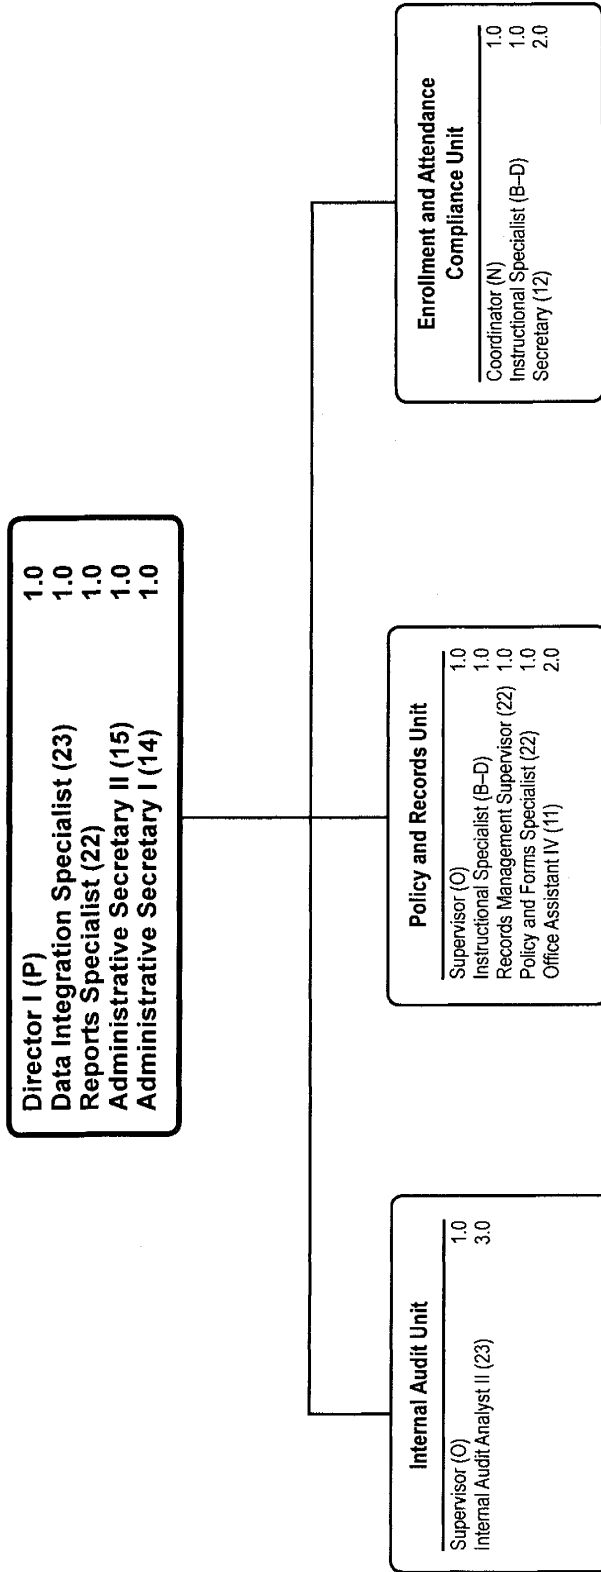 Director I (P) 1.0
Data Integration Specialist (23) 1.0
Reports Specialist (22) 1.0
Administrative Secretary II (15) 1.0
Administrative Secretary I (14) 1.0
Internal Audit Unit
Supervisor (O) 1.0
Internal Audit Analyst II (23) 3.0
Policy and Records Unit
Supervisor (O) 1.0
Instructional Specialist (B–D) 1.0
Records Management Supervisor (22) 1.0
Policy and Forms Specialist (22) 1.0
Office Assistant IV (11) 2.0
Enrollment and Attendance
Compliance Unit
Coordinator (N) 1.0
Instructional Specialist (B–D) 1.0
Secretary (12) 2.0